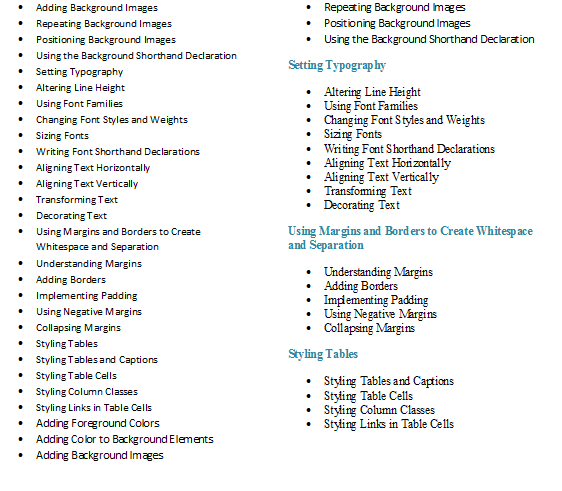 Adding Background Images
Repeating Background Images
Positioning Background Images
Using the Background Shorthand Declaration
Setting Typography
Altering Line Height
Using Font Families
Changing Font Styles and Weights
Sizing Fonts
Writing Font Shorthand Declarations
Aligning Text Horizontally
Aligning Text Vertically
Transforming Text
Decorating Text
Using Margins and Borders to Create
Whitespace and Separation
Understanding Margins
Adding Borders
Implementing Padding
Using Negative Margins
Collapsing Margins
Styling Tables
Styling Tables and Captions
Styling Table Cells
Styling Column Classes
Styling Links in Table Cells
Adding Foreground Colors
Adding Color to Background Elements
Adding Background Images
Repeating Background Images
Positioning Background Images
Using the Background Shorthand Declaration
Setting Typography
Altering Line Height
Using Font Families
Changing Font Styles and Weights
Sizing Fonts
Writing Font Shorthand Declarations
Aligning Text Horizontally
Aligning Text Vertically
Transforming Text
Decorating Text
Using Margins and Borders to Create Whitespace
and Separation
Understanding Margins
Adding Borders
Implementing Padding
Using Negative Margins
Collapsing Margins
Styling Tables
Styling Tables and Captions
Styling Table Cells
Styling Column Classes
Styling Links in Table Cells